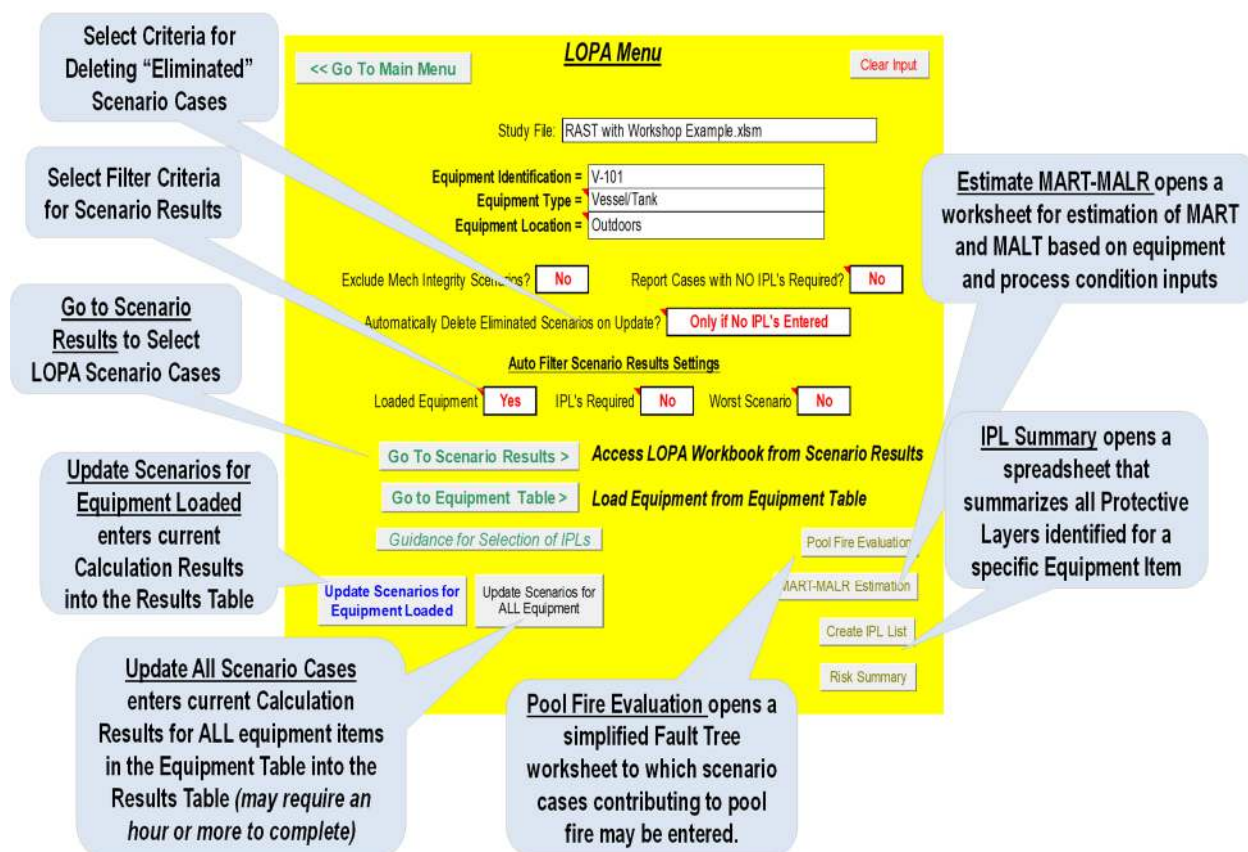 Select Criteria for
Deleting “Eliminated”
Scenario Cases
Select Filter Criteria
for Scenario Results
Go to Scenario
Results to Select
LOPA Scenario Cases
Update Scenarios for
Equipment Loaded
enters current
Calculation Results
into the Results Table
Update All Scenario Cases
enters current Calculation
Results for ALL equipment items
in the Equipment Table into the
Results Table (may require an
hour or more to complete)
<< Go To Main Menu
LOPA Menu
Clear Input
Study File: RAST with Workshop Example.xlsm
Equipment Identification = V-101
Equipment Type = Vessel/Tank
Equipment Location = Outdoors
Exclude Mech Integrity Scenarios? No Report Cases with NO IPL's Required? No
Automatically Delete Eliminated Scenarios on Update? Only if No IPL's Entered
Auto Filter Scenario Results Settings
Loaded Equipment Yes IPL's Required No Worst Scenario No
Go To Scenario Results > Access LOPA Workbook from Scenario Results
Go to Equipment Table > Load Equipment from Equipment Table
Guidance for Selection of IPLs
Update Scenarios for
Equipment Loaded
Update Scenarios for
ALL Equipment
Pool Fire Evaluation
MART-MALR Estimation
Create IPL List
Risk Summary
Estimate MART-MALR opens a
worksheet for estimation of MART
and MALT based on equipment
and process condition inputs
IPL Summary opens a
spreadsheet that
summarizes all Protective
Layers identified for a
specific Equipment Item
Pool Fire Evaluation opens a
simplified Fault Tree
worksheet to which scenario
cases contributing to pool
fire may be entered.